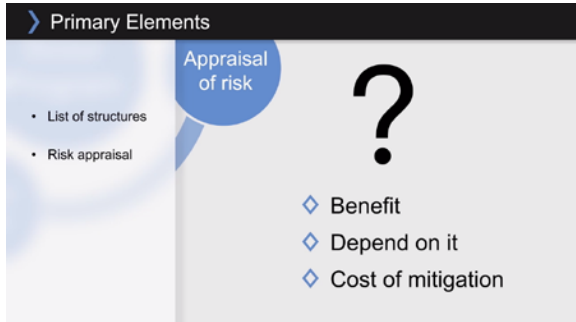 Primary Elements
Appraisal
of risk
• List of structures
• Risk appraisal
?
Benefit
Depend on it
Cost of mitigation